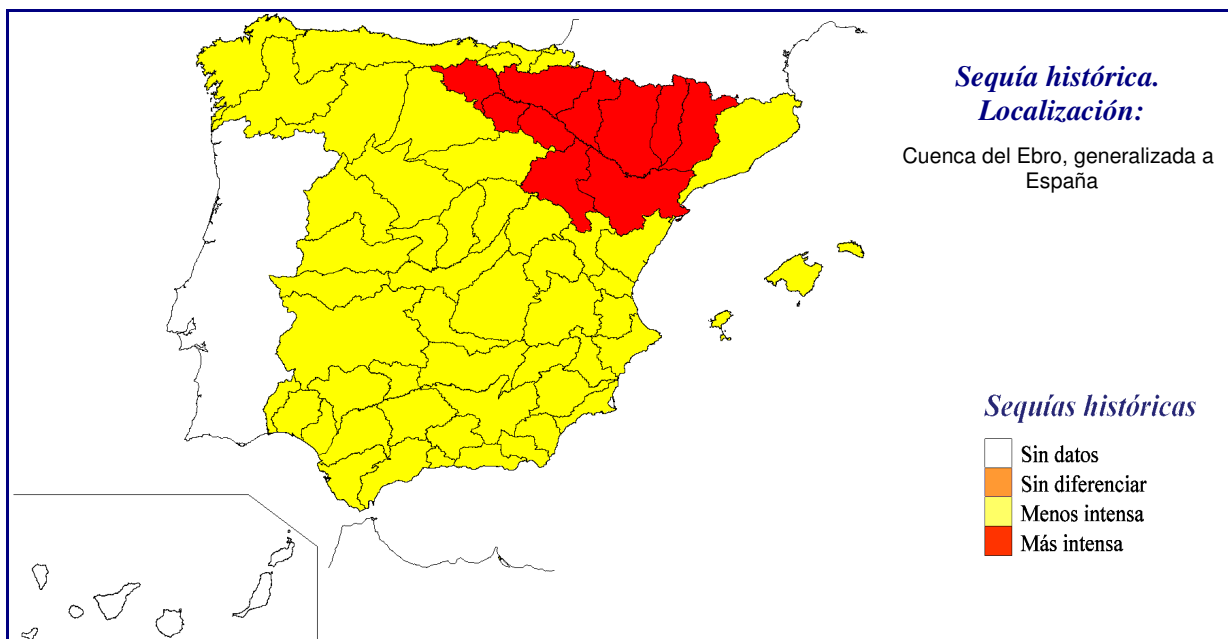 Sequía histórica.
Localización:
Cuenca del Ebro, generalizada a
España
Sequías históricas
Sin datos
Sin diferenciar
Menos intensa
Más intensa